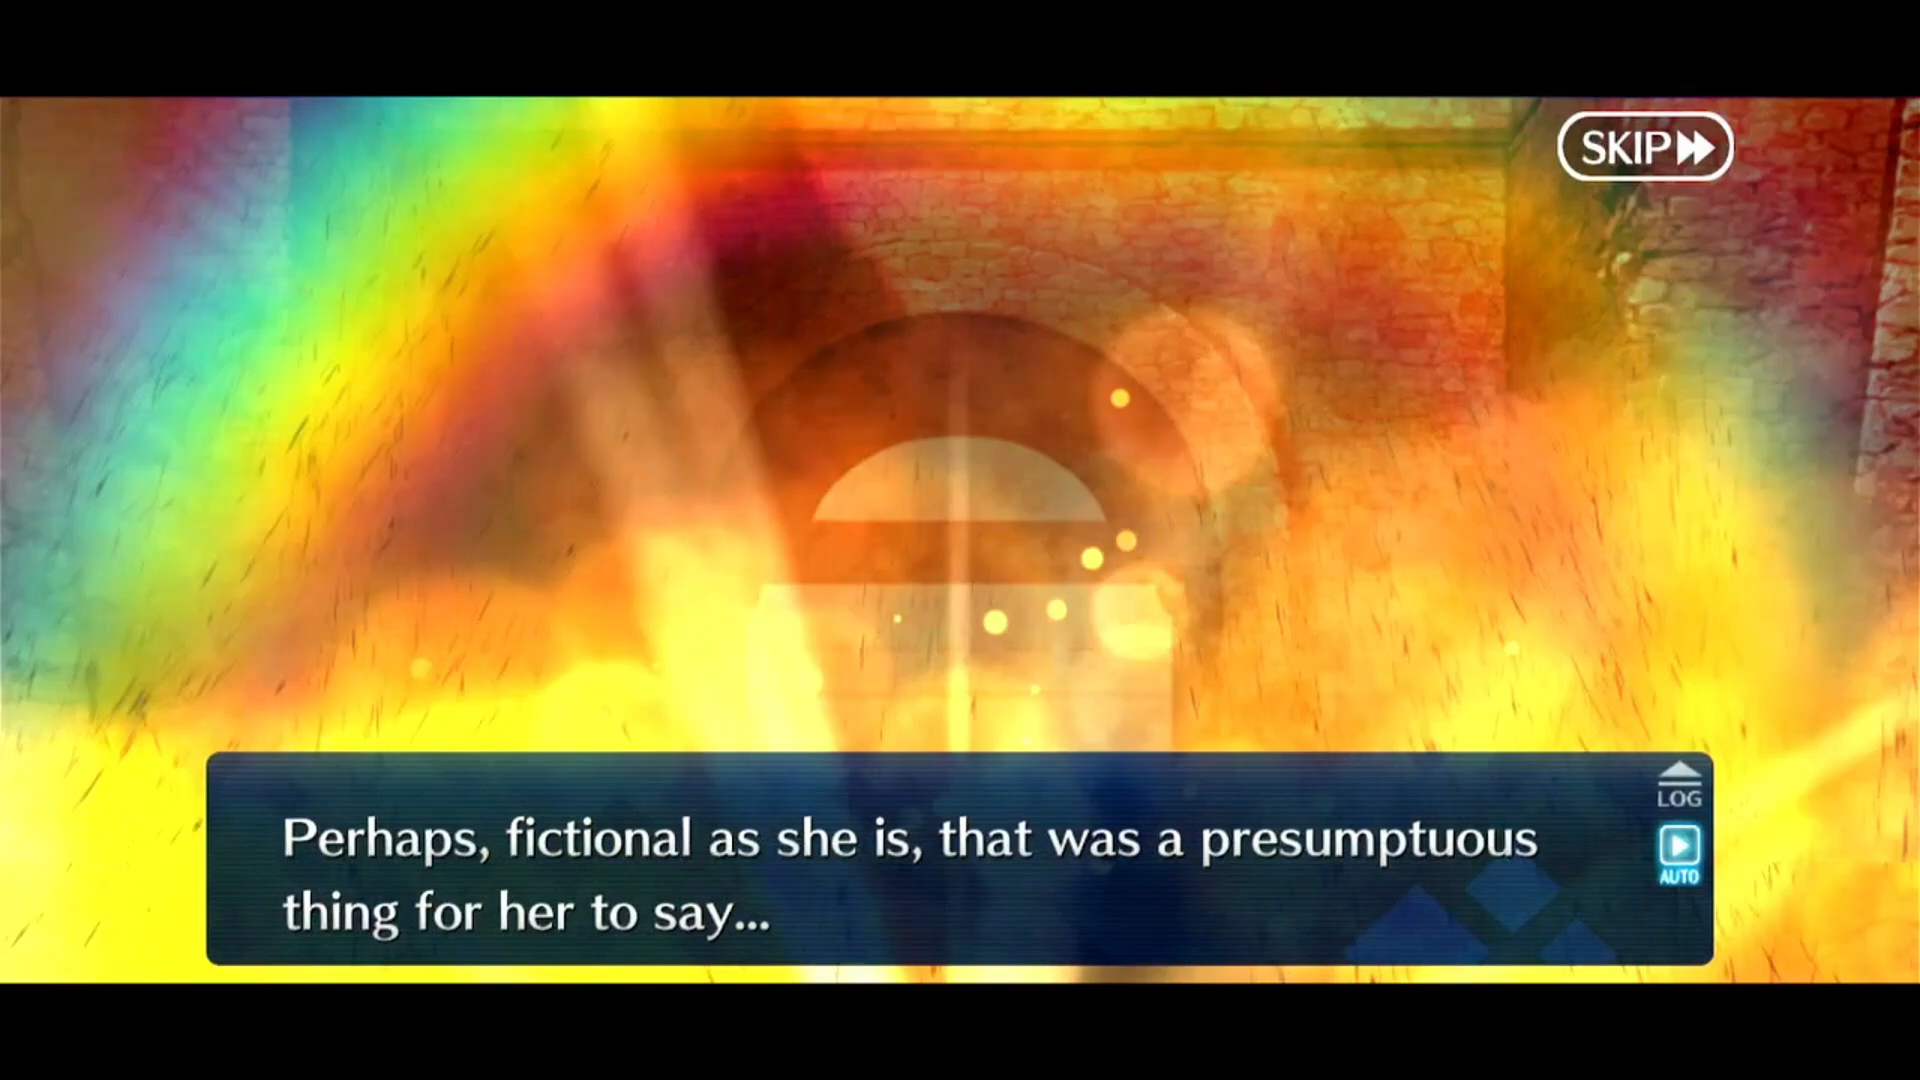 SKIP
LOG
Perhaps, fictional as she is, that was a presumptuous
thing for her to say...
AUTO